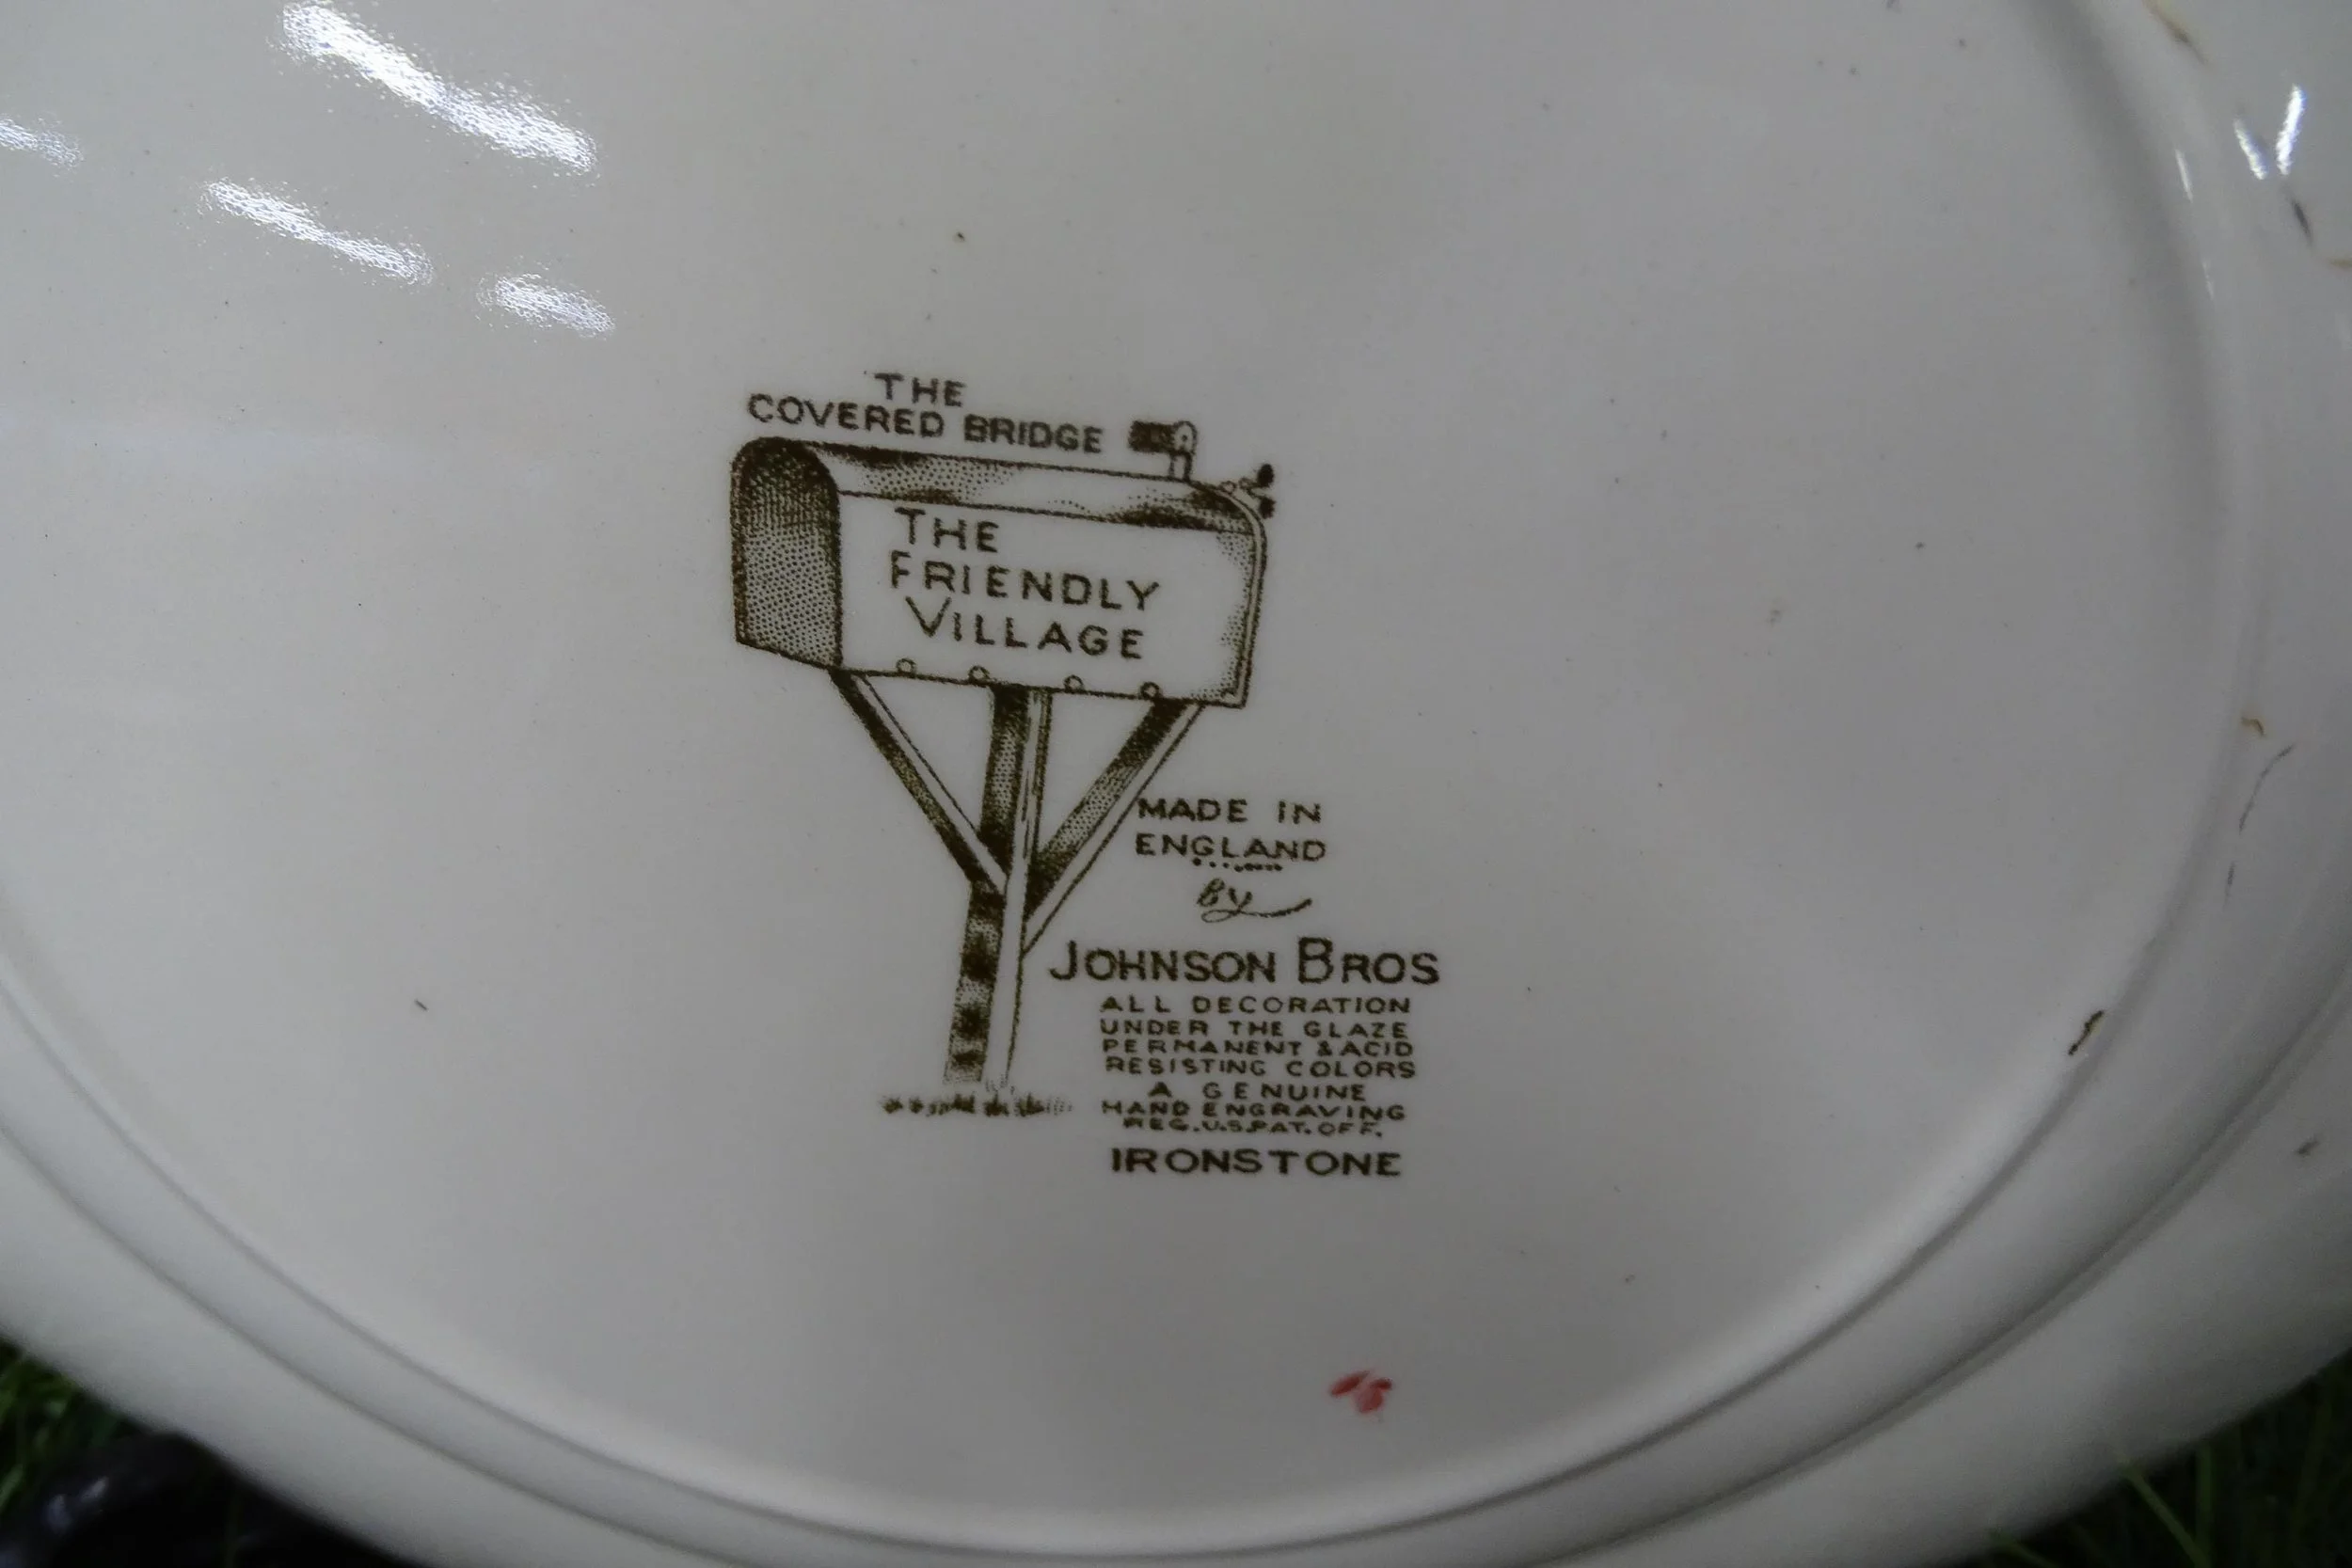 THE
COVERED BRIDGE
THE
FRIENDLY
VILLAGE
MADE IN
ENGLAND
by
JOHNSON BROS
ALL DECORATION
UNDER THE GLAZE
PERMANENT & ACID
RESISTING COLORS
A GENUINE
HAND ENGRAVING
REG.U.S.PAT.OFF.
IRONSTONE